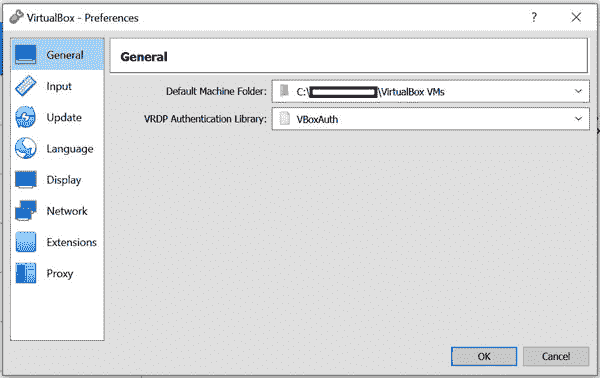 VirtualBox - Preferences ?
General
Input
Update
Language
Display
Network
Extensions
Proxy
General
Default Machine Folder: C:\ \VirtualBox VMs
VRDP Authentication Library: VBoxAuth
OK Cancel